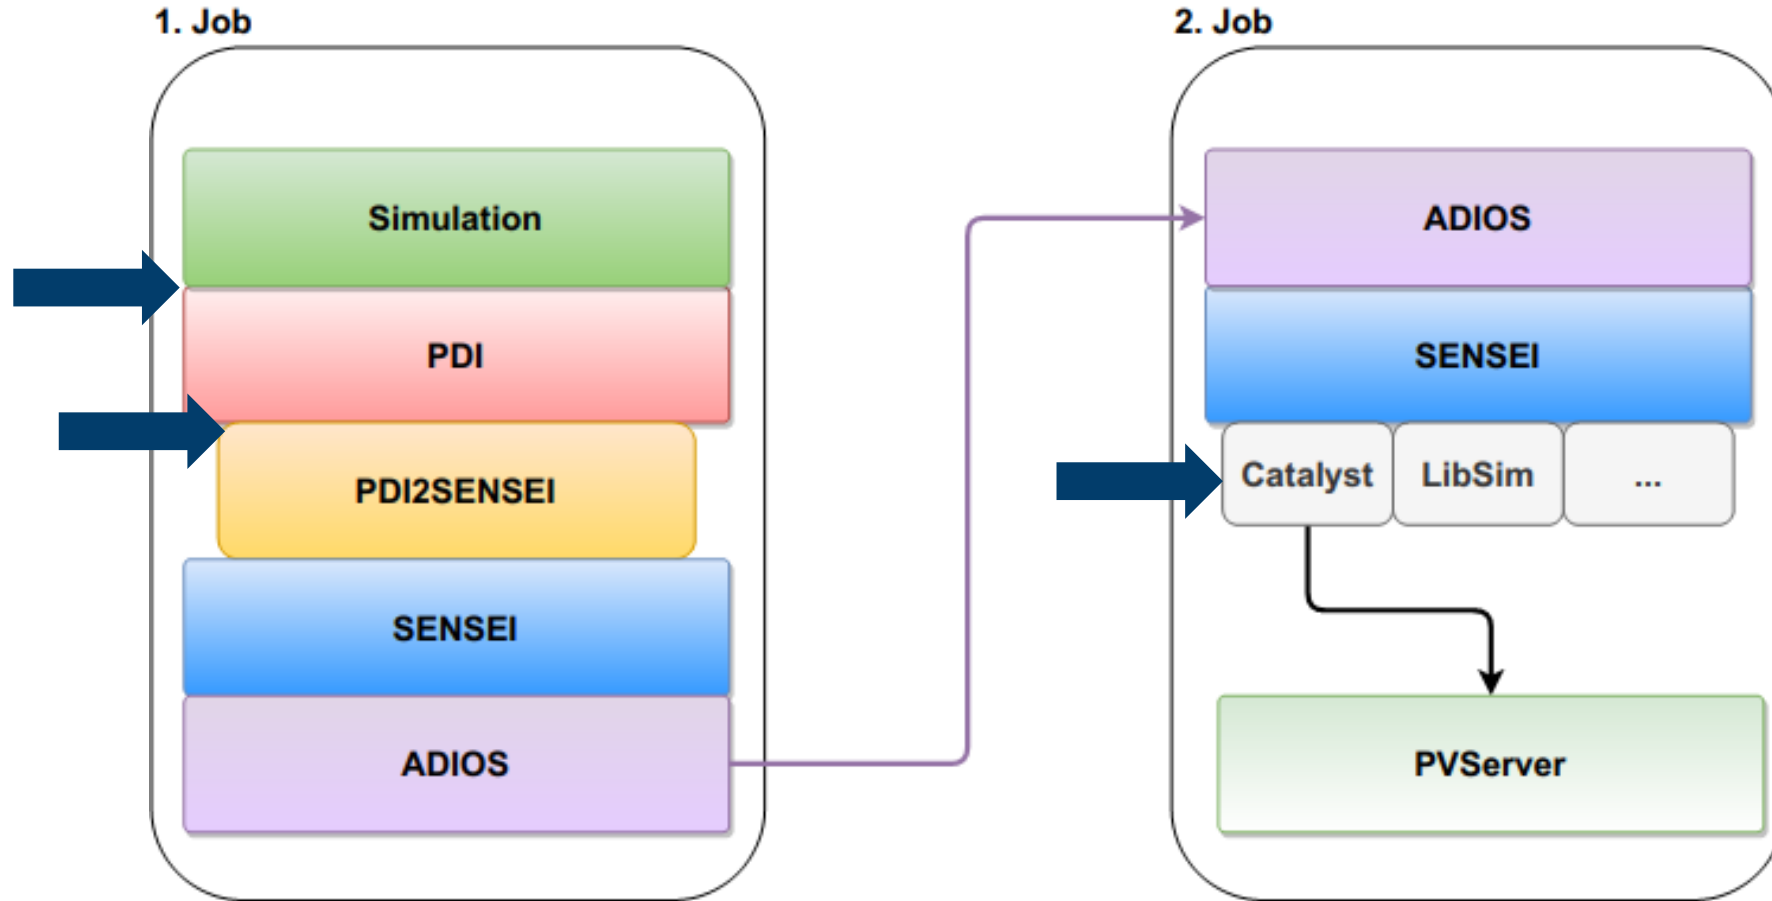 1. Job
Simulation
PDI
PDI2SENSEI
SENSEI
ADIOS
2. Job
ADIOS
SENSEI
Catalyst
LibSim
...
PVServer